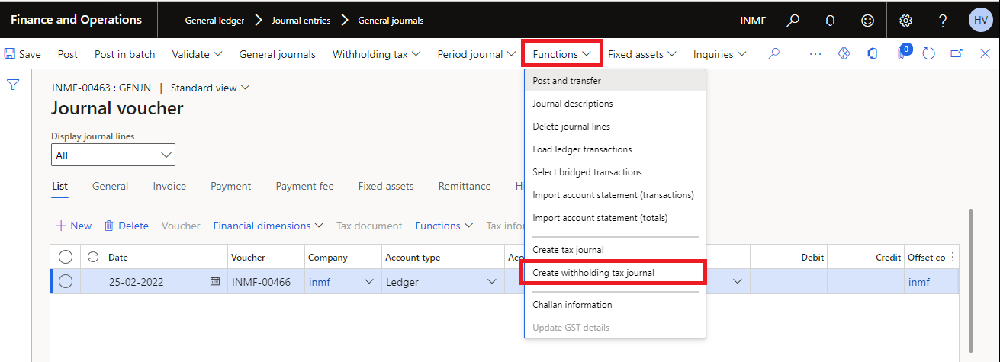 Finance and Operations General ledger Journal entries General journals INMF ? HV
Save Post Post in batch Validate General journals Withholding tax Period journal Functions Fixed assets Inquiries ... 0
INMF-00463 : GENJN | Standard view
Journal voucher
Display journal lines
All
List General Invoice Payment Payment fee Fixed assets Remittance
New Delete Voucher Financial dimensions Tax document Functions Tax infor
Date Voucher Company Account type Acc Debit Credit Offset co
25-02-2022 INMF-00466 inmf Ledger inmf
Post and transfer
Journal descriptions
Delete journal lines
Load ledger transactions
Select bridged transactions
Import account statement (transactions)
Import account statement (totals)
Create tax journal
Create withholding tax journal
Challan information
Update GST details